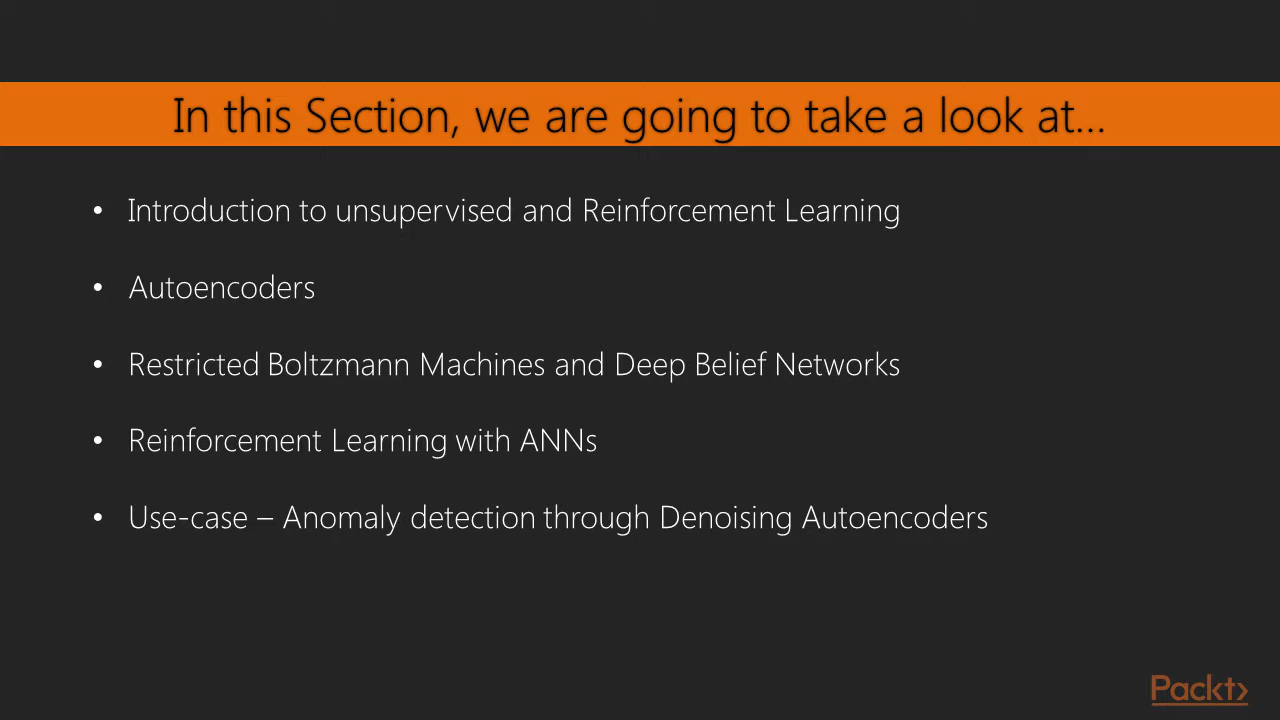 In this Section, we are going to take a look at...
• Introduction to unsupervised and Reinforcement Learning
• Autoencoders
• Restricted Boltzmann Machines and Deep Belief Networks
• Reinforcement Learning with ANNs
• Use-case – Anomaly detection through Denoising Autoencoders
Packt>